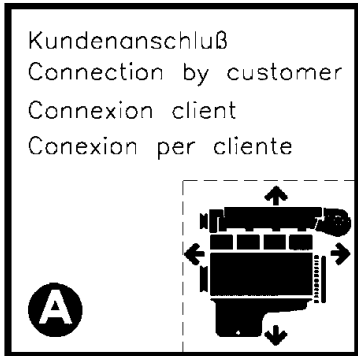 Kundenanschluß
Connection by customer
Connexion client
Conexion per cliente
A